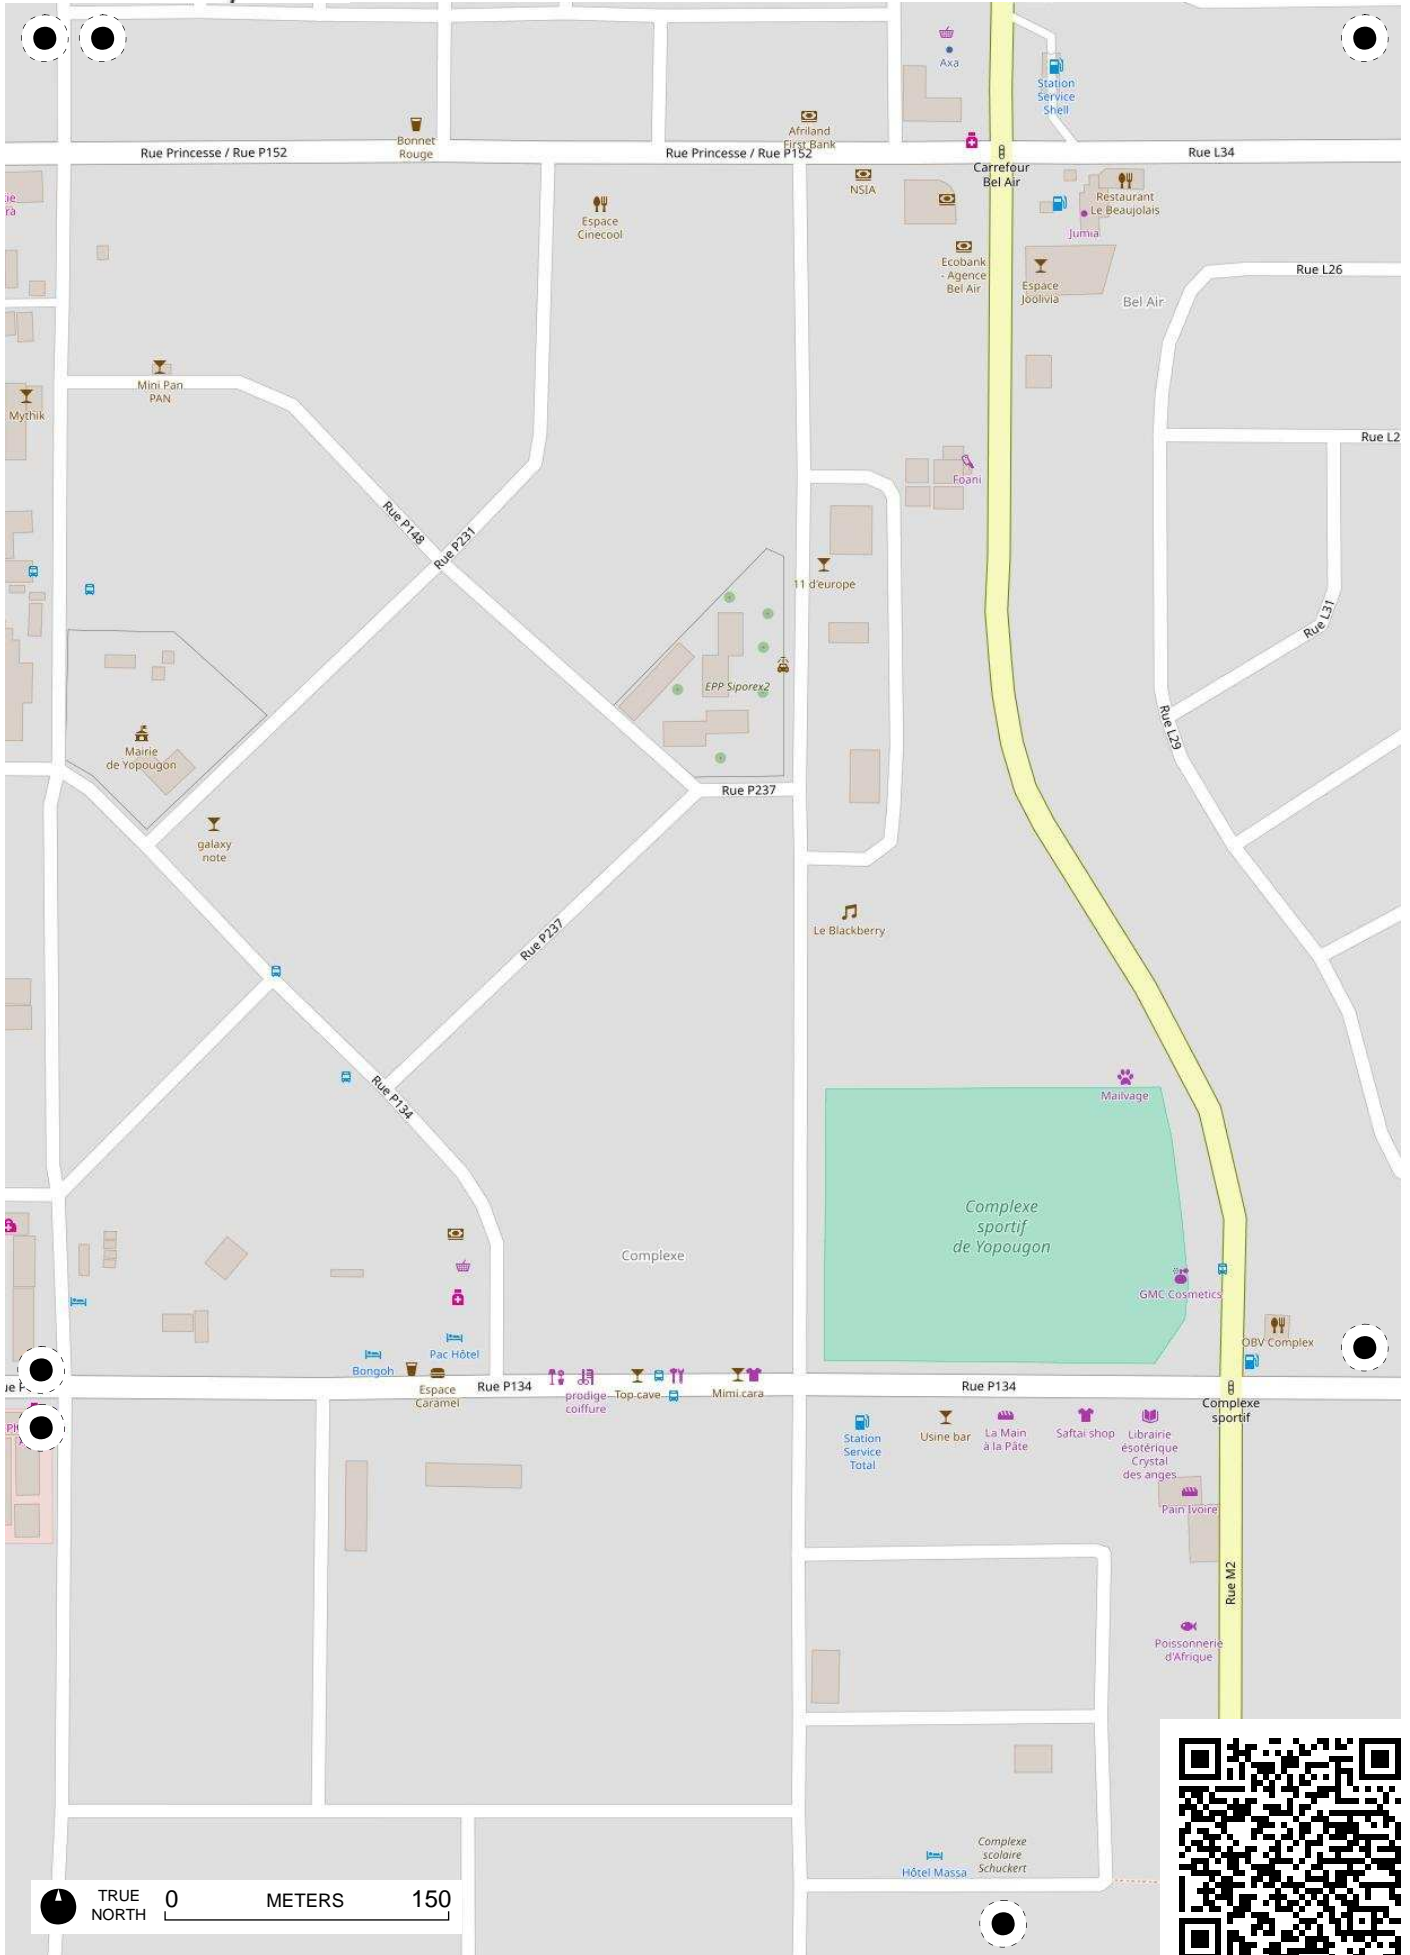 Axa
Station
Service
Shell
Bonnet
Rouge
Afriland
First Bank
Rue Princesse / Rue P152
Rue Princesse / Rue P152
Rue L34
Carrefour
Bel Air
NSIA
Restaurant
Le Beaujolais
Jumia
Espace
Cinecool
Ecobank
- Agence
Bel Air
Espace
Joolivia
Rue L26
Bel Air
Mini Pan
PAN
Mythik
Rue L2
Foani
Rue P148
Rue P231
11 d'europe
Rue L31
EPP Siporex2
Rue L29
Mairie
de Yopougon
Rue P237
galaxy
note
Le Blackberry
Rue P237
Rue P134
Mailvage
Complexe
sportif
de Yopougon
Complexe
GMC Cosmetics
OBV Complex
Pac Hôtel
Bongoh
Espace
Caramel
Rue P134
prodige
coiffure
Top cave
Mimi cara
Rue P134
Complexe
sportif
Station
Service
Total
Usine bar
La Main
à la Pâte
Saftai shop
Librairie
ésotérique
Crystal
des anges
Pain Ivoire
Rue M2
Poissonnerie
d'Afrique
Complexe
scolaire
Schuckert
Hôtel Massa
TRUE
NORTH
0 METERS 150